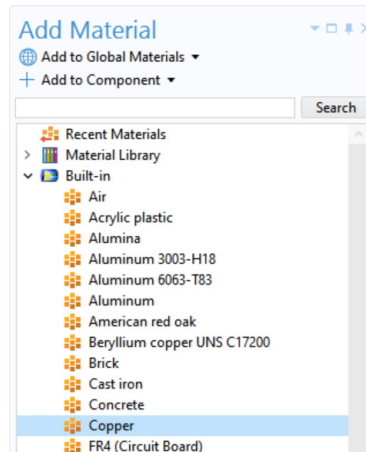 Add Material
Add to Global Materials
Add to Component
Search
Recent Materials
Material Library
Built-in
Air
Acrylic plastic
Alumina
Aluminum 3003-H18
Aluminum 6063-T83
Aluminum
American red oak
Beryllium copper UNS C17200
Brick
Cast iron
Concrete
Copper
FR4 (Circuit Board)